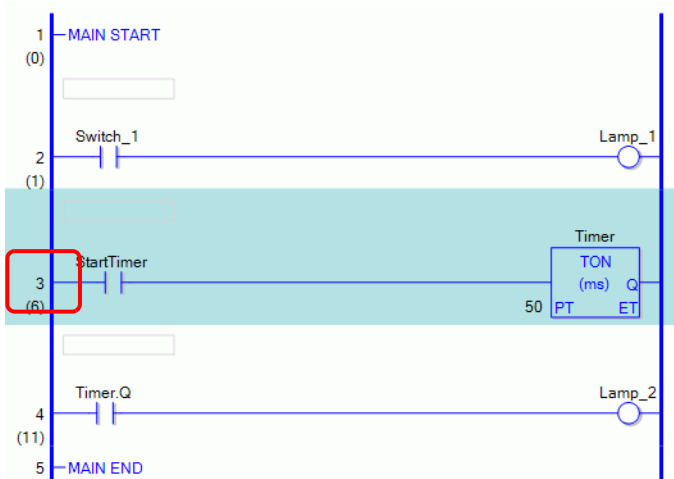 1 MAIN START
(0)
Switch_1 Lamp_1
2
(1)
Timer
StartTimer TON
3 (ms) Q
(6) 50 PT ET
Timer.Q Lamp_2
4
(11)
5 MAIN END